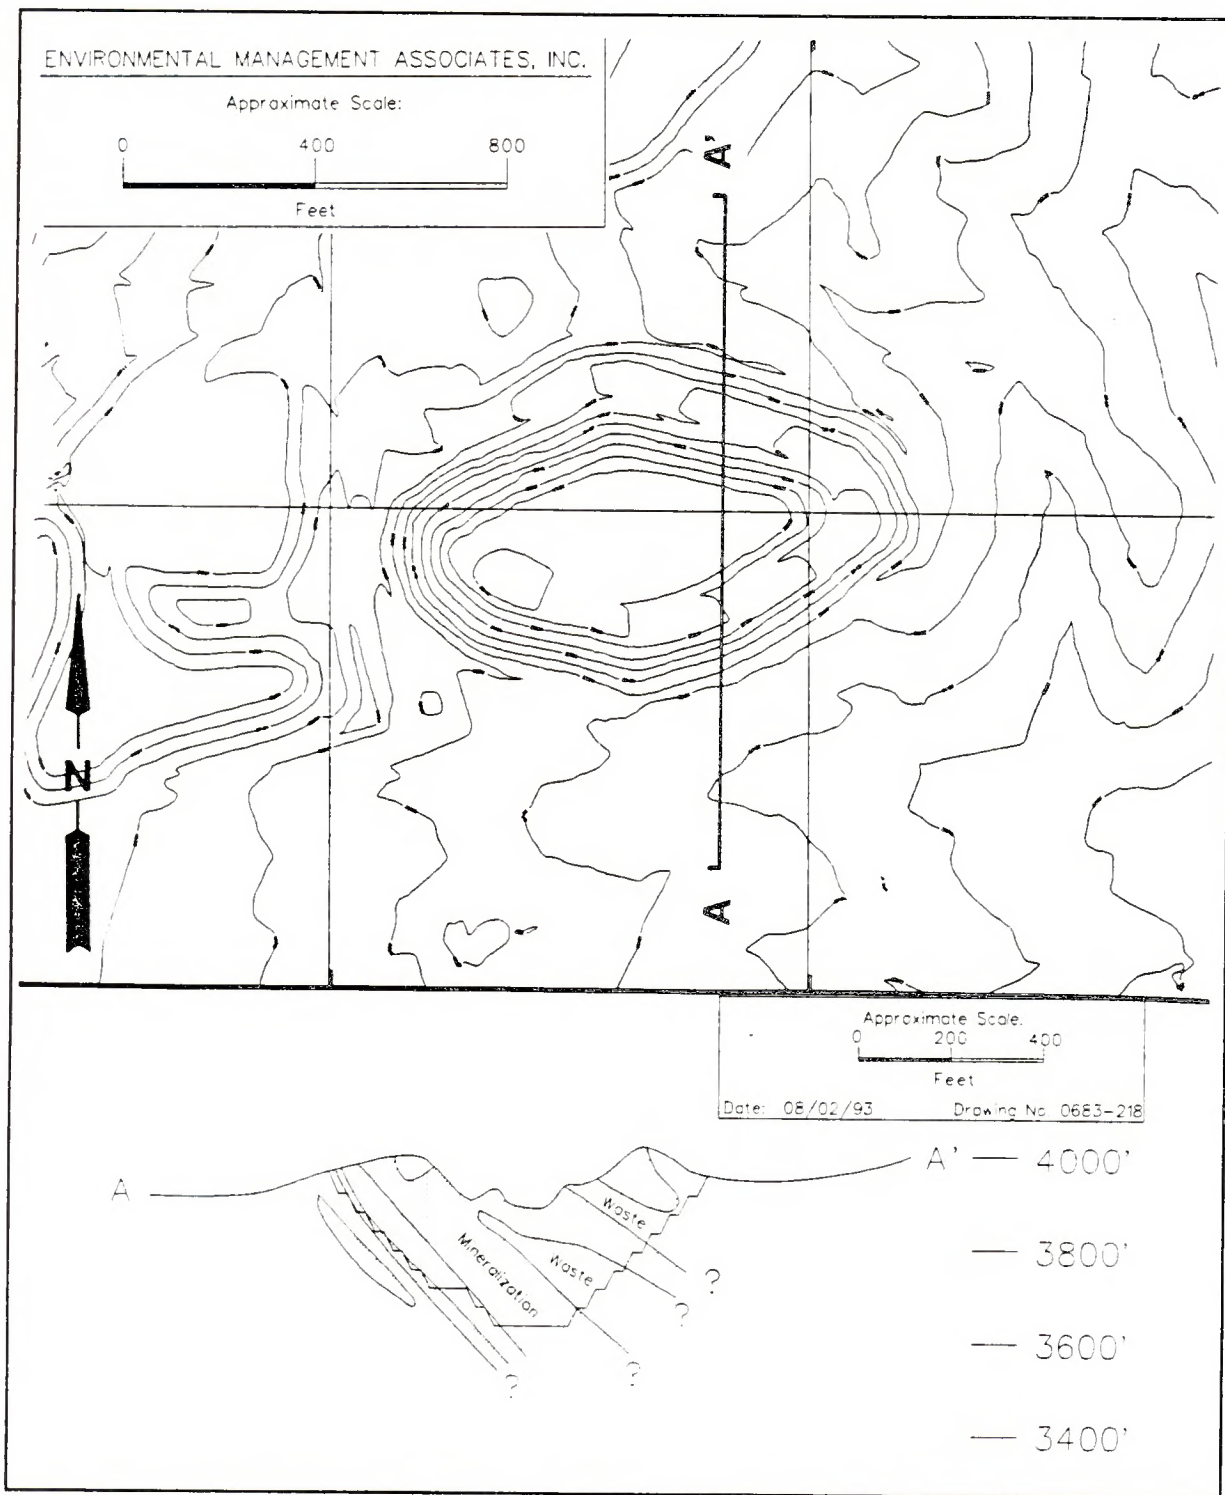 ENVIRONMENTAL MANAGEMENT ASSOCIATES, INC.
Approximate Scale:
0 400 800
Feet
A'
N
A
Approximate Scale:
0 200 400
Feet
Date: 08/02/93 Drawing No. 0683-218
A
A'
4000'
3800'
3600'
3400'
Waste
Waste
Mineralization
?
?
?
?